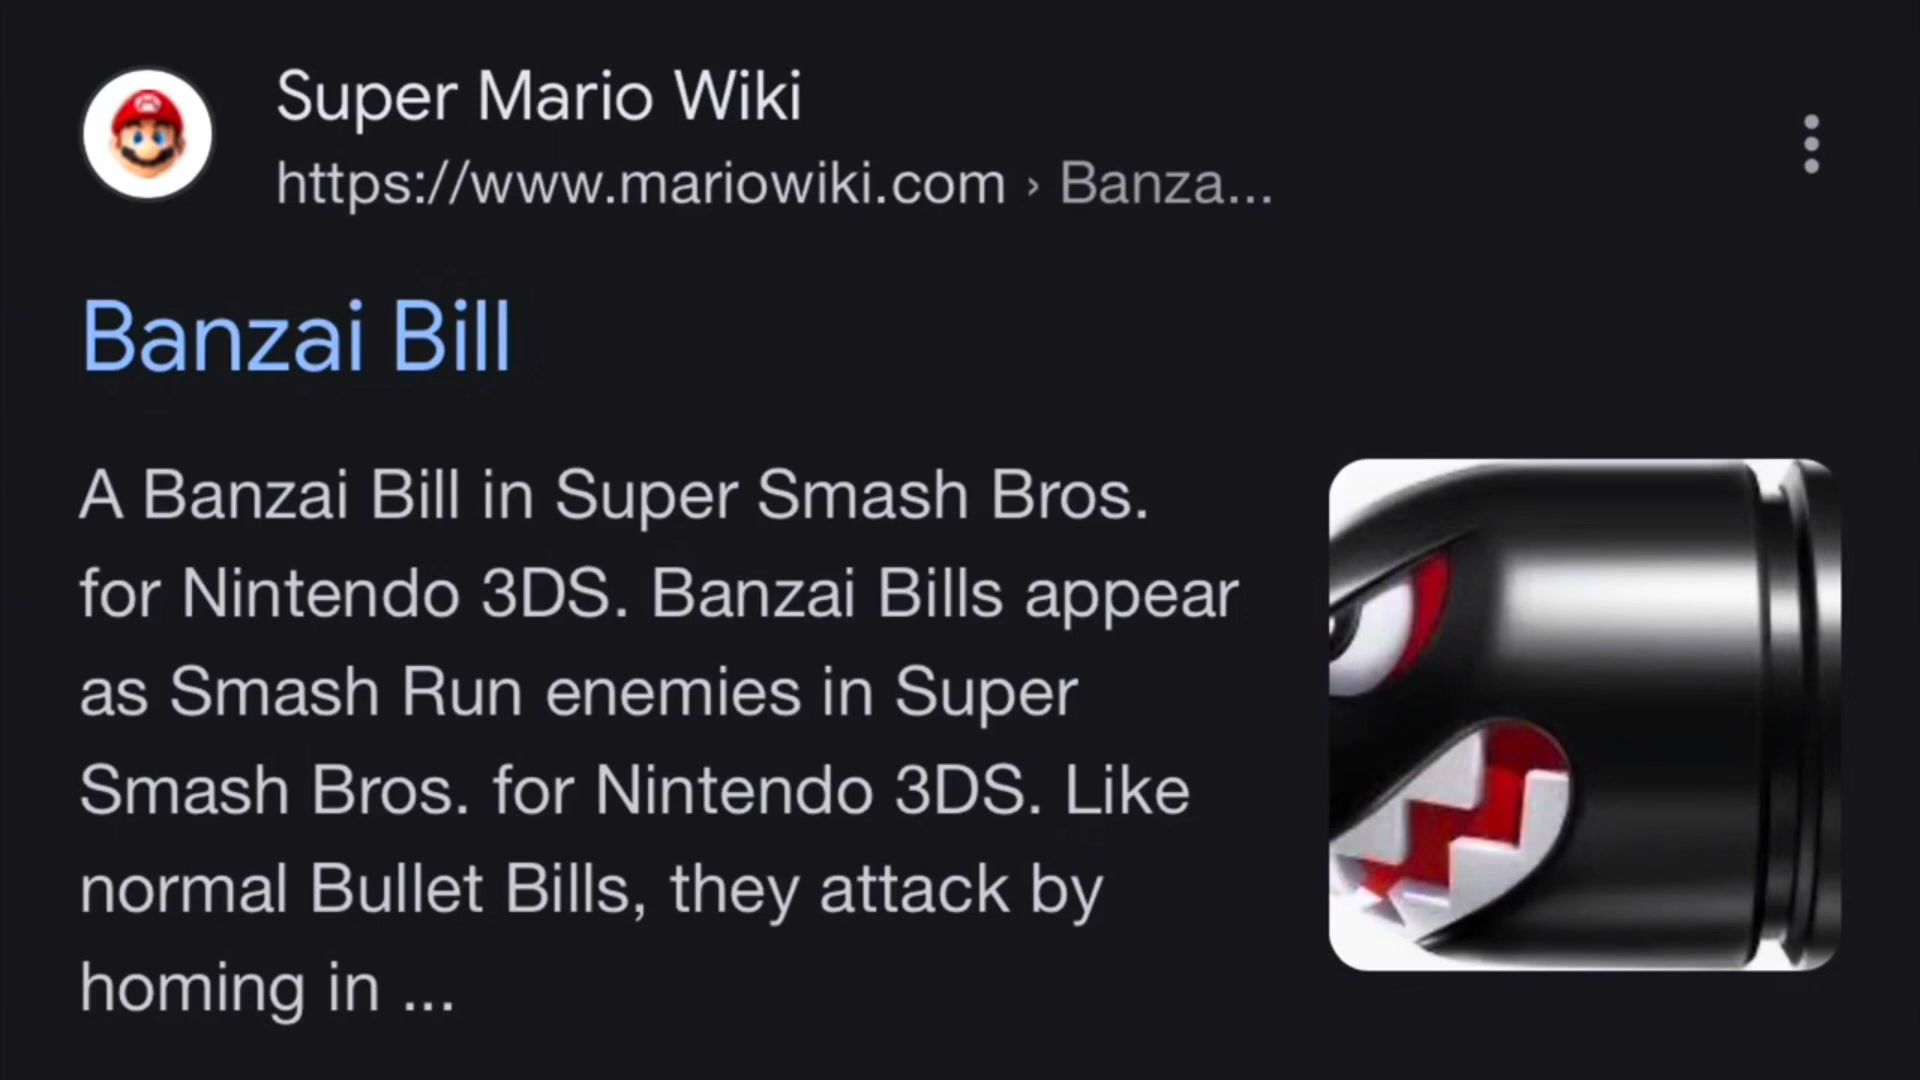 Super Mario Wiki
https://www.mariowiki.com › Banza...
Banzai Bill
A Banzai Bill in Super Smash Bros.
for Nintendo 3DS. Banzai Bills appear
as Smash Run enemies in Super
Smash Bros. for Nintendo 3DS. Like
normal Bullet Bills, they attack by
homing in ...